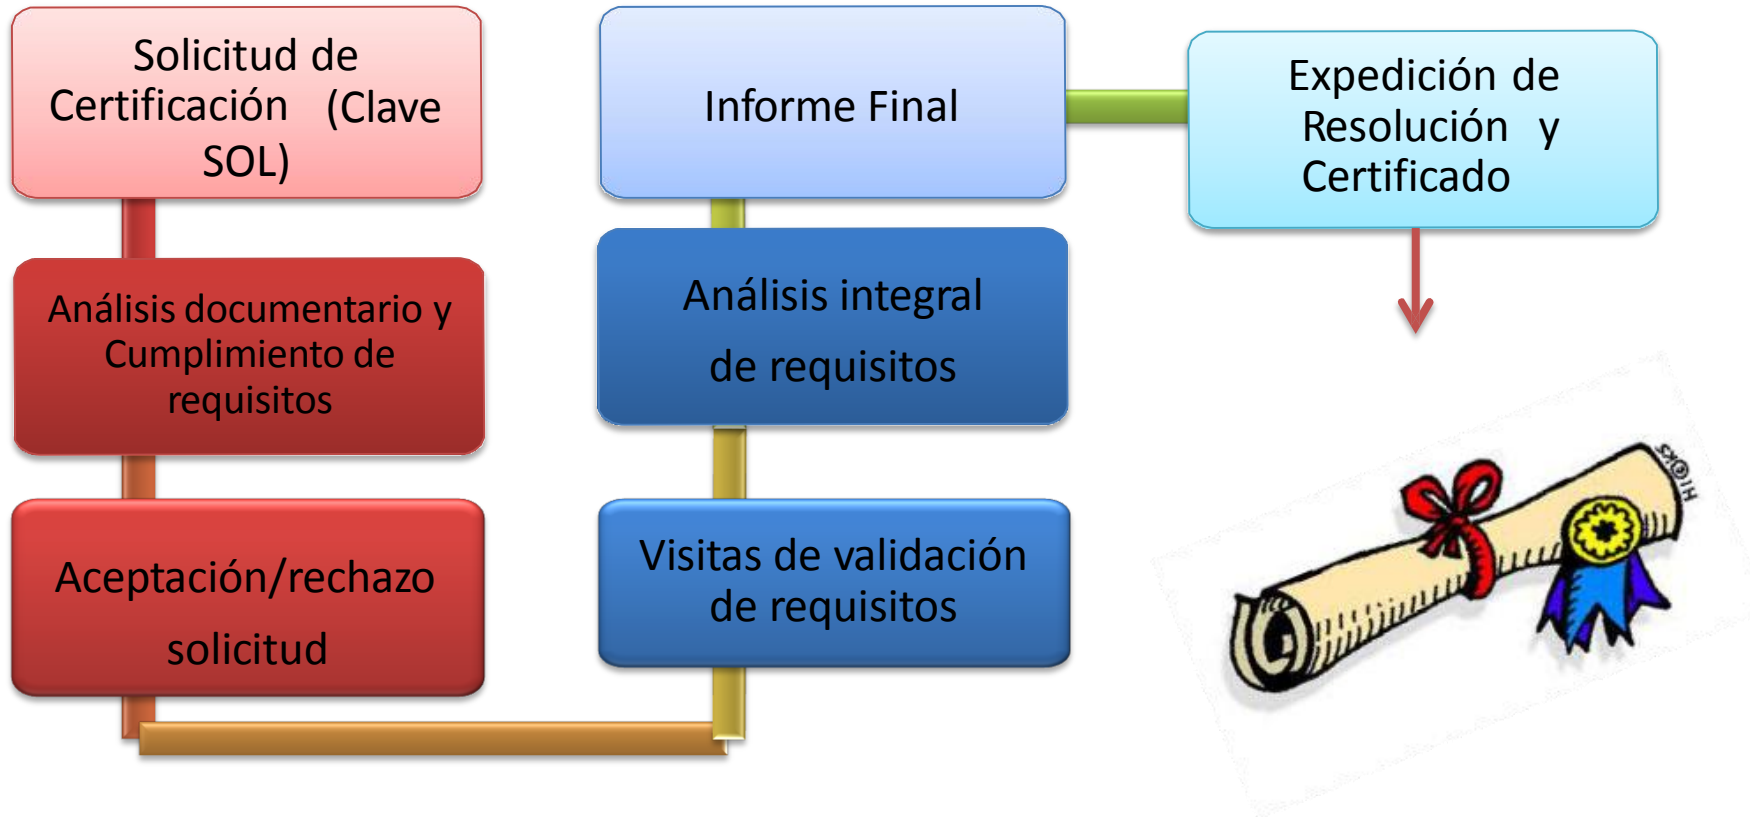 Solicitud de
Certificación (Clave
SOL)
Análisis documentario y
Cumplimiento de
requisitos
Aceptación/rechazo
solicitud
Visitas de validación
de requisitos
Análisis integral
de requisitos
Informe Final
Expedición de
Resolución y
Certificado